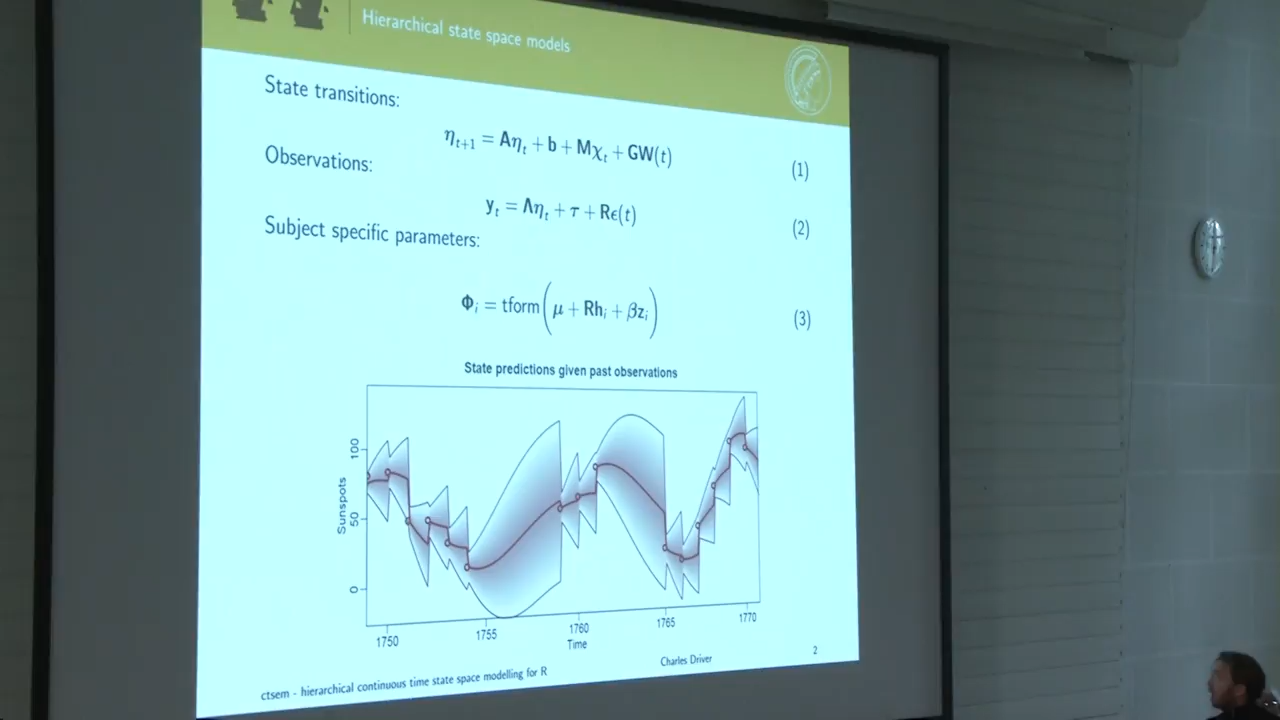 Hierarchical state space models
State transitions:
η_{t+1} = Aη_t + b + Mχ_t + GW(t)
(1)
Observations:
y_t = Λη_t + τ + Rϵ(t)
(2)
Subject specific parameters:
Φ_i = tform(μ + Rh_i + βz_i)
(3)
State predictions given past observations
Sunspots
100
50
0
1750
1755
1760
1765
1770
Time
ctsem - hierarchical continuous time state space modelling for R
Charles Driver
2